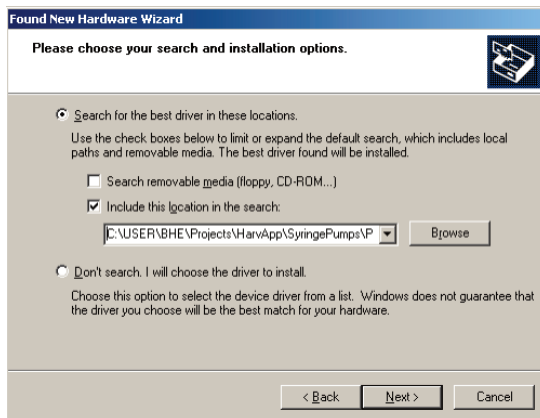 Found New Hardware Wizard
Please choose your search and installation options.
Search for the best driver in these locations.
Use the check boxes below to limit or expand the default search, which includes local
paths and removable media. The best driver found will be installed.
Search removable media (floppy, CD-ROM...)
Include this location in the search:
C:\USER\BHE\Projects\HarvApp\SyringePumps\P
Browse
Don't search. I will choose the driver to install.
Choose this option to select the device driver from a list. Windows does not guarantee that
the driver you choose will be the best match for your hardware.
< Back
Next >
Cancel